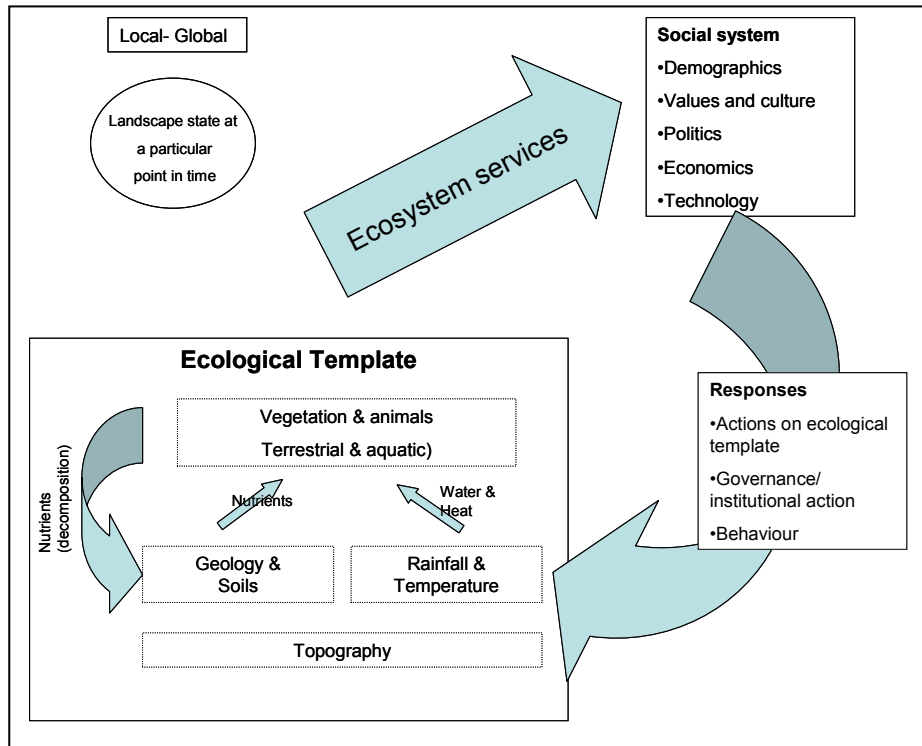 Local- Global
Landscape state at
a particular
point in time
Ecosystem services
Social system
•Demographics
•Values and culture
•Politics
•Economics
•Technology
Responses
•Actions on ecological
template
•Governance/
institutional action
•Behaviour
Ecological Template
Vegetation & animals
Terrestrial & aquatic)
Nutrients
(decomposition)
Nutrients
Water &
Heat
Geology &
Soils
Rainfall &
Temperature
Topography